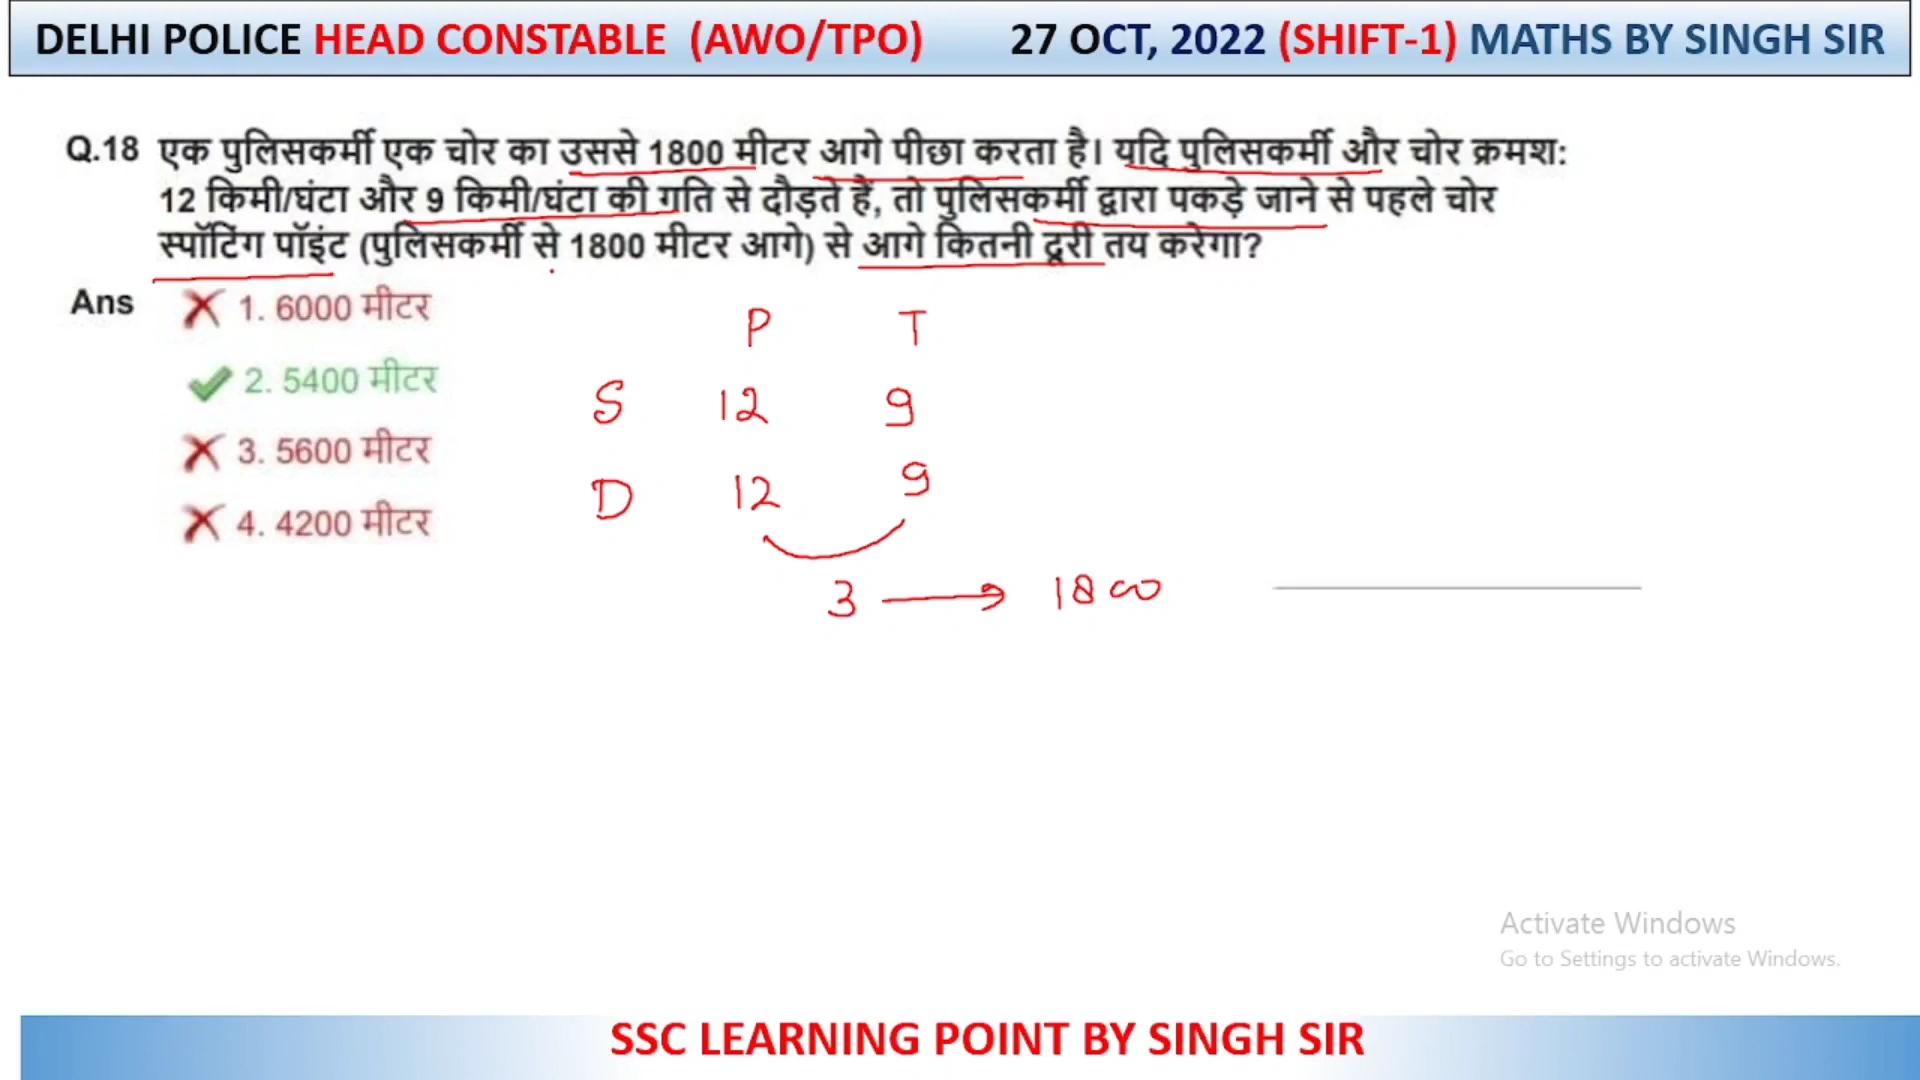 DELHI POLICE HEAD CONSTABLE (AWO/TPO) 27 OCT, 2022 (SHIFT-1) MATHS BY SINGH SIR
Q.18 एक पुलिसकर्मी एक चोर का उससे 1800 मीटर आगे पीछा करता है। यदि पुलिसकर्मी और चोर क्रमश:
12 किमी/घंटा और 9 किमी/घंटा की गति से दौड़ते हैं, तो पुलिसकर्मी द्वारा पकड़े जाने से पहले चोर
स्पॉटिंग पॉइंट (पुलिसकर्मी से 1800 मीटर आगे) से आगे कितनी दूरी तय करेगा?
Ans 1. 6000 मीटर
2. 5400 मीटर
3. 5600 मीटर
4. 4200 मीटर
P T
S 12 9
D 12 9
3 → 1800
Activate Windows
Go to Settings to activate Windows.
SSC LEARNING POINT BY SINGH SIR